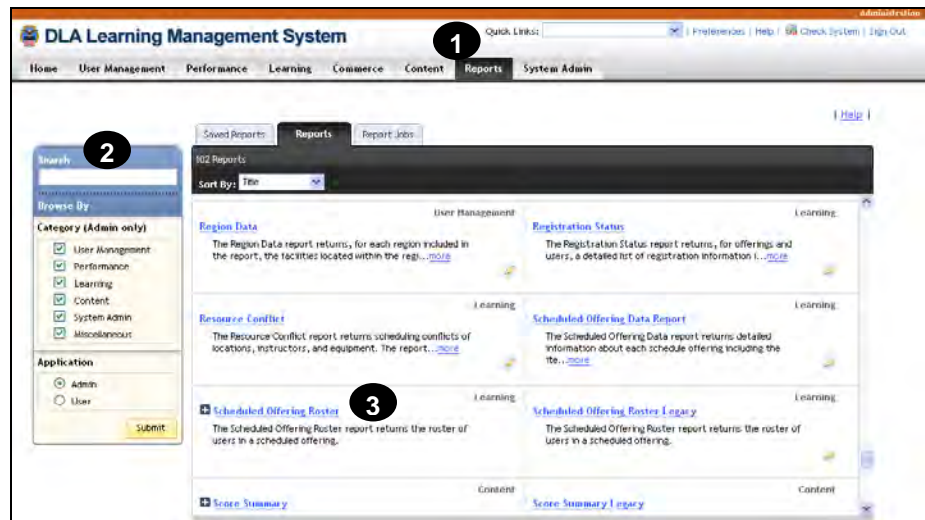 Administration
DLA Learning Management System
Quick Links: | Preferences | Help | Check System | Sign Out
1
Home User Management Performance Learning Commerce Content Reports System Admin
| Help |
Saved Reports Reports Report Jobs
Search
2
102 Reports
Sort By: Title
Browse By
Category (Admin only)
User Management
Performance
Learning
Content
System Admin
Miscellaneous
Application
Admin
User
Submit
User Management
Region Data
The Region Data report returns, for each region included in
the report, the facilities located within the regi...more
Learning
Registration Status
The Registration Status report returns, for offerings and
users, a detailed list of registration information i...more
Learning
Resource Conflict
The Resource Conflict report returns scheduling conflicts of
locations, instructors, and equipment. The report...more
Learning
Scheduled Offering Data Report
The Scheduled Offering Data report returns detailed
information about each schedule offering including the
ite...more
Learning
Scheduled Offering Roster
3
The Scheduled Offering Roster report returns the roster of
users in a scheduled offering.
Learning
Scheduled Offering Roster Legacy
The Scheduled Offering Roster report returns the roster of
users in a scheduled offering.
Content
Score Summary
Content
Score Summary Legacy